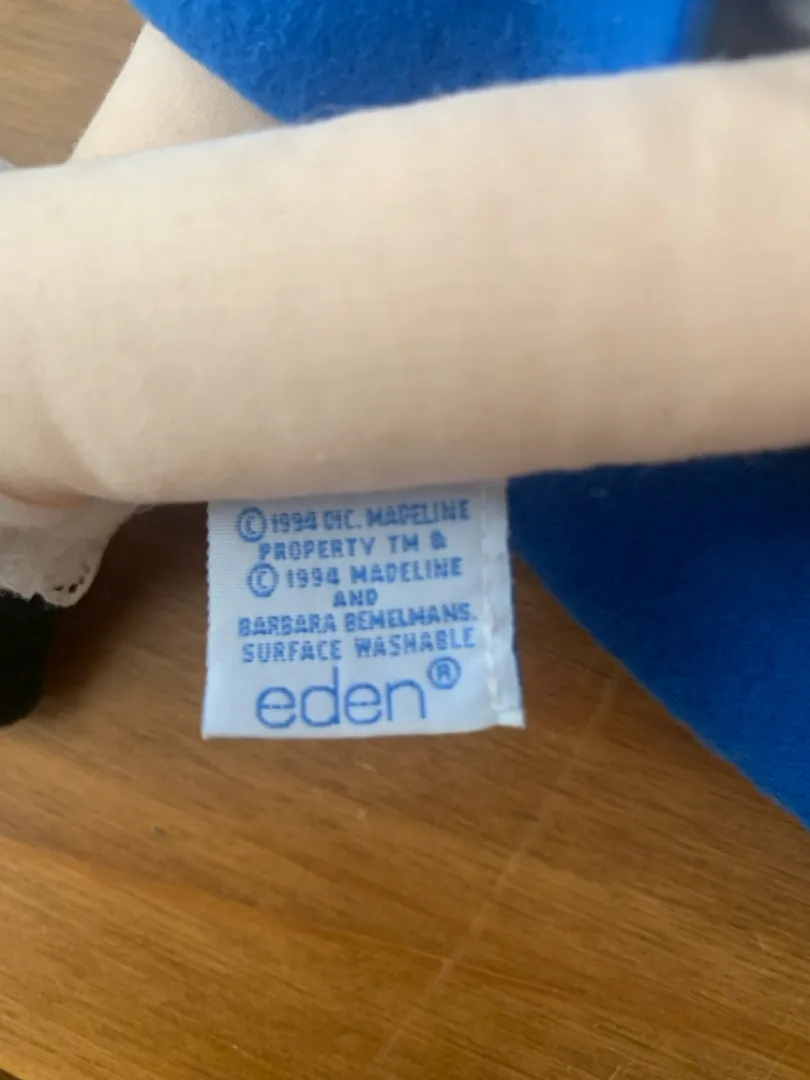 © 1994 DIC. MADELINE
PROPERTY TM &
© 1994 MADELINE
AND
BARBARA BEMELMANS.
SURFACE WASHABLE
eden®